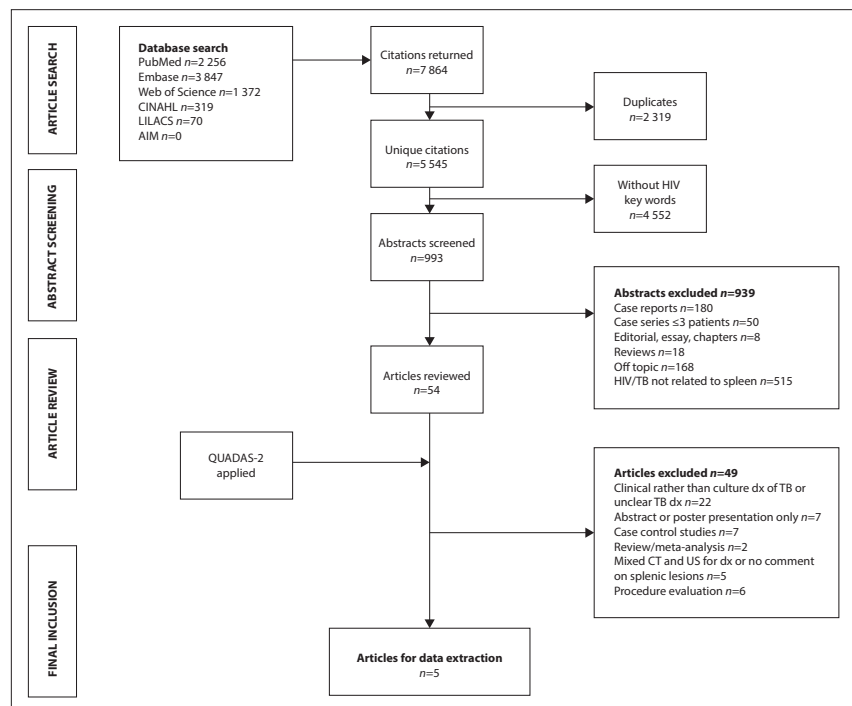 ARTICLE SEARCH
Database search
PubMed n=2 256
Embase n=3 847
Web of Science n=1 372
CINAHL n=319
LILACS n=70
AIM n=0
Citations returned
n=7 864
Duplicates
n=2 319
Unique citations
n=5 545
ABSTRACT SCREENING
Without HIV
key words
n=4 552
Abstracts screened
n=993
Abstracts excluded n=939
Case reports n=180
Case series ≤3 patients n=50
Editorial, essay, chapters n=8
Reviews n=18
Off topic n=168
HIV/TB not related to spleen n=515
ARTICLE REVIEW
Articles reviewed
n=54
QUADAS-2
applied
Articles excluded n=49
Clinical rather than culture dx of TB or
unclear TB dx n=22
Abstract or poster presentation only n=7
Case control studies n=7
Review/meta-analysis n=2
Mixed CT and US for dx or no comment
on splenic lesions n=5
Procedure evaluation n=6
FINAL INCLUSION
Articles for data extraction
n=5